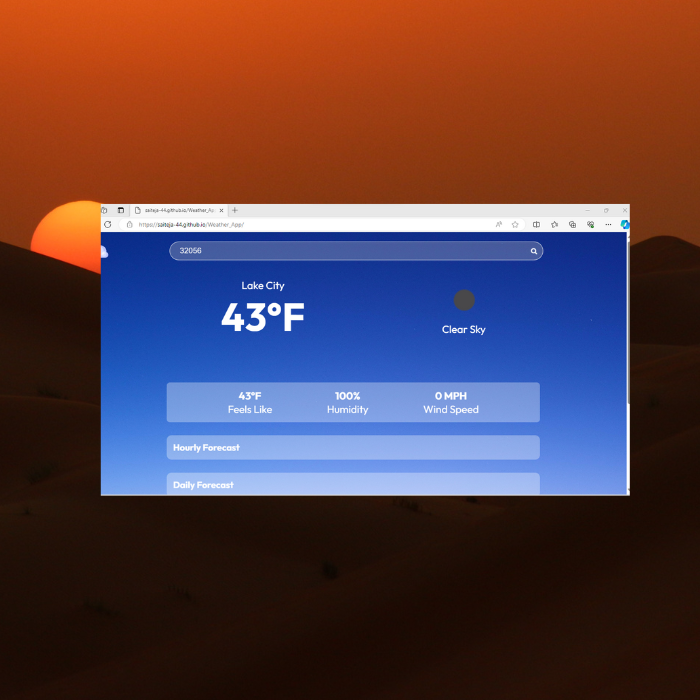 saiteja-44.github.io/Weather_Ap
https://saiteja-44.github.io/Weather_App/
32056
Lake City
43°F
Clear Sky
43°F
100%
0 MPH
Feels Like
Humidity
Wind Speed
Hourly Forecast
Daily Forecast